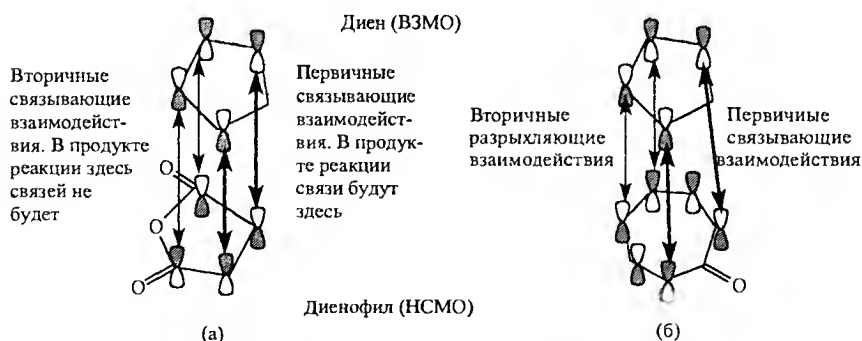 Диен (ВЗМО)
Вторичные
связывающие
взаимодейст-
вия. В продукте
реакции здесь
связей не
будет
Первичные
связывающие
взаимодейст-
вия. В продук-
те реакции
связи будут
здесь
O
O
O
Диенофил (НСМО)
(а)
Вторичные
разрыхляющие
взаимодействия
Первичные
связывающие
взаимодействия
O
(б)